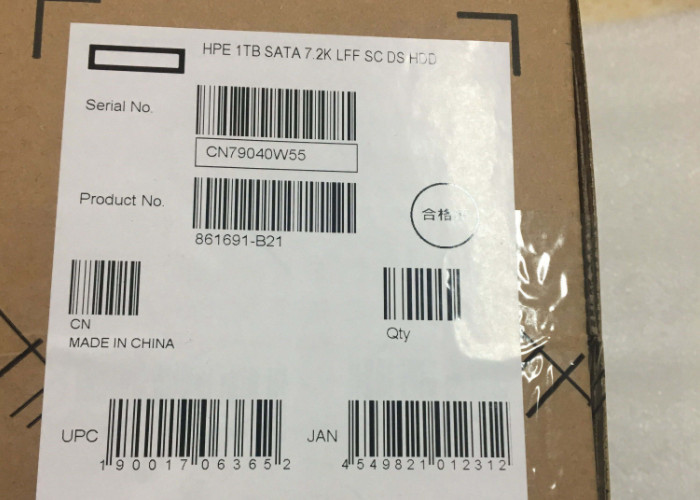 HPE 1TB SATA 7.2K LFF SC DS HDD
Serial No.
CN79040W55
Product No.
861691-B21
合格
CN
MADE IN CHINA
Qty
UPC
190017063652
JAN
4549821012312